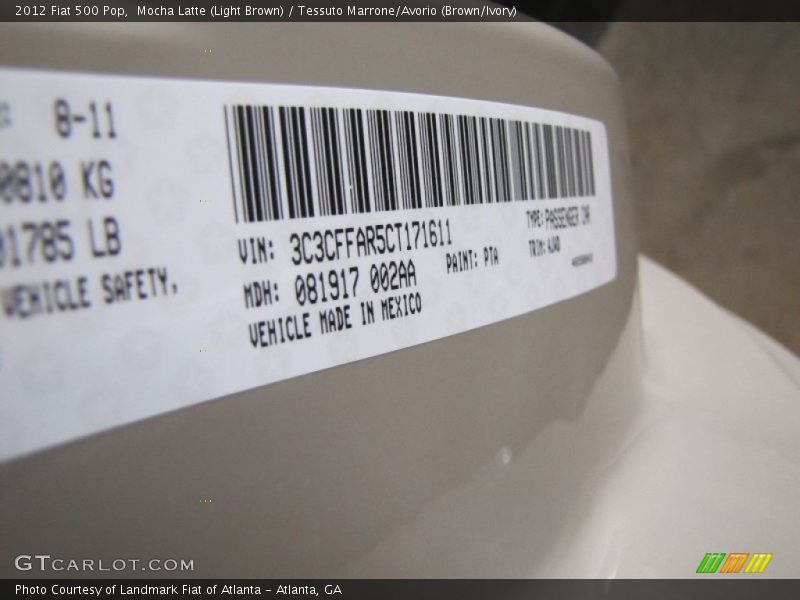 2012 Fiat 500 Pop,  Mocha Latte (Light Brown) / Tessuto Marrone/Avorio (Brown/Ivory)
8-11
0810 KG
01785 LB
VEHICLE SAFETY.
VIN: 3C3CFFAR5CT171611
MDH: 081917 002AA
VEHICLE MADE IN MEXICO
PAINT: PTA
TYPE: PASSENGER CAR
TRIM:
GTCARLOT.COM
Photo Courtesy of Landmark Fiat of Atlanta - Atlanta, GA